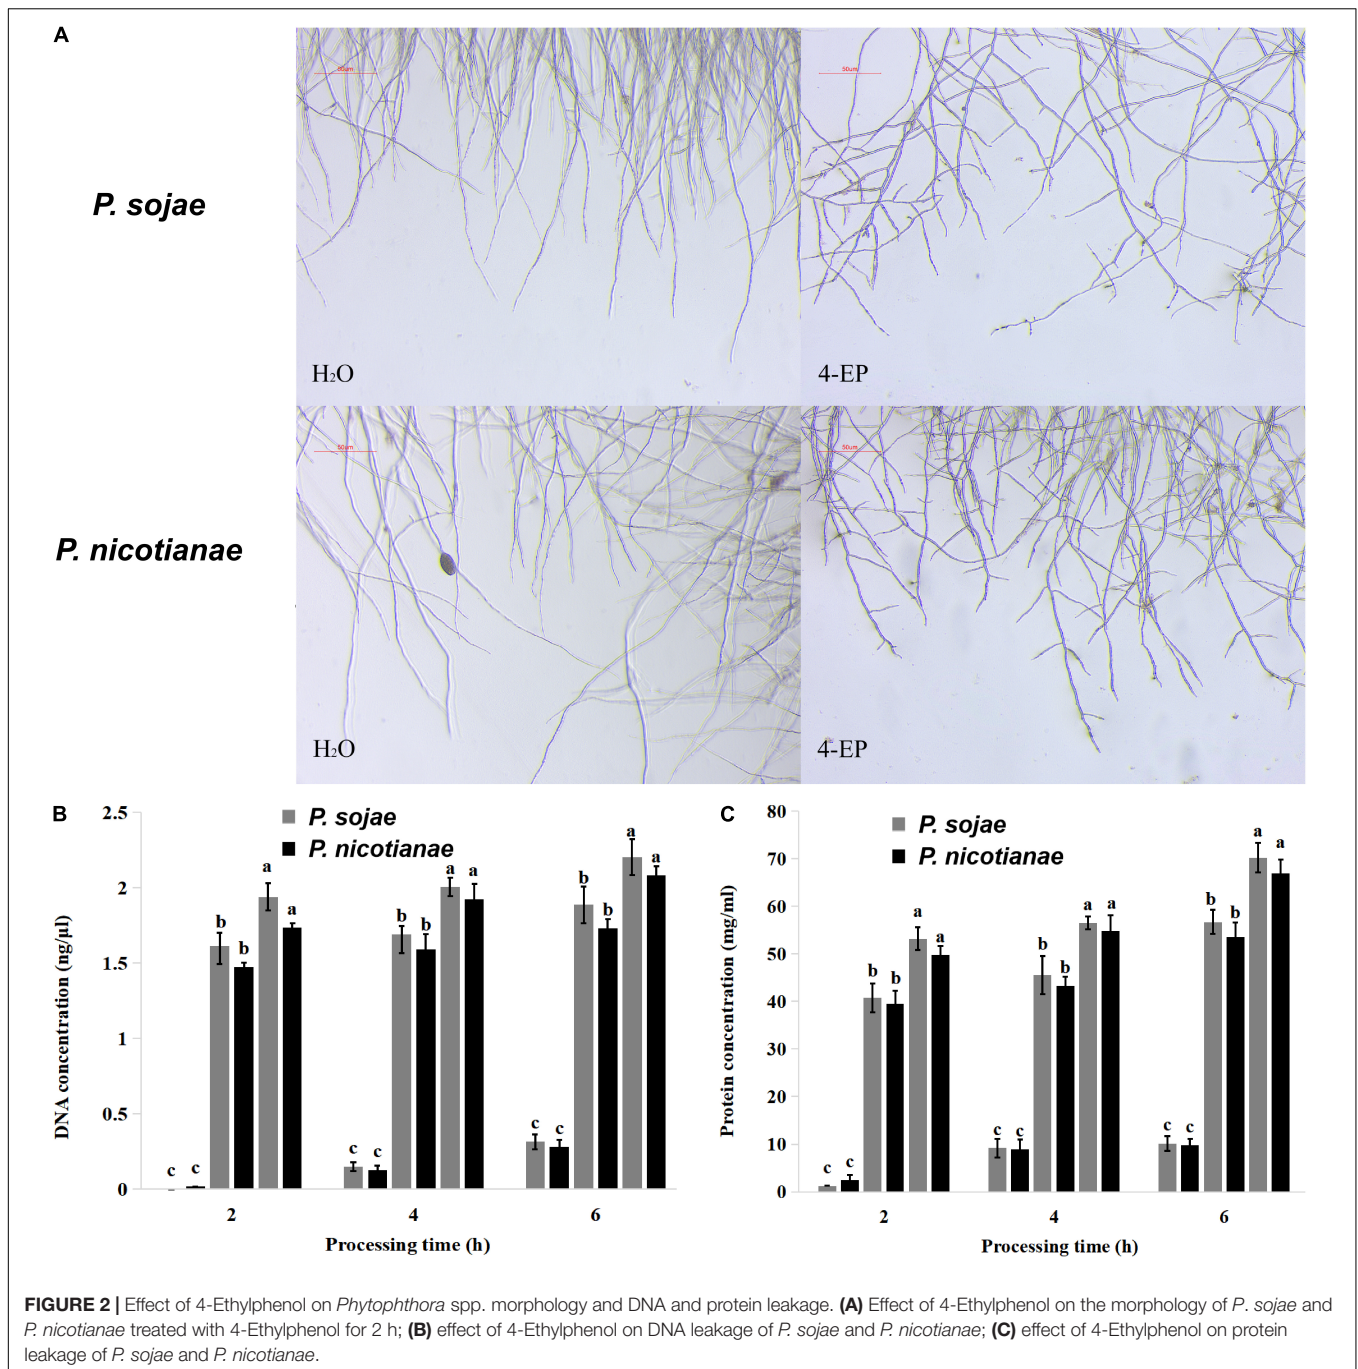 A
50um
50um
P. sojae
H₂O
4-EP
50um
50um
P. nicotianae
H₂O
4-EP
B
2.5
2
1.5
1
0.5
0
DNA concentration (ng/µl)
P. sojae
P. nicotianae
c c b b a a
c c b b a a
c c b b a a
2 4 6
Processing time (h)
C
80
70
60
50
40
30
20
10
0
Protein concentration (mg/ml)
P. sojae
P. nicotianae
c c b b a a
c c b b a a
c c b b a a
2 4 6
Processing time (h)
FIGURE 2 | Effect of 4-Ethylphenol on Phytophthora spp. morphology and DNA and protein leakage. (A) Effect of 4-Ethylphenol on the morphology of P. sojae and
P. nicotianae treated with 4-Ethylphenol for 2 h; (B) effect of 4-Ethylphenol on DNA leakage of P. sojae and P. nicotianae; (C) effect of 4-Ethylphenol on protein
leakage of P. sojae and P. nicotianae.